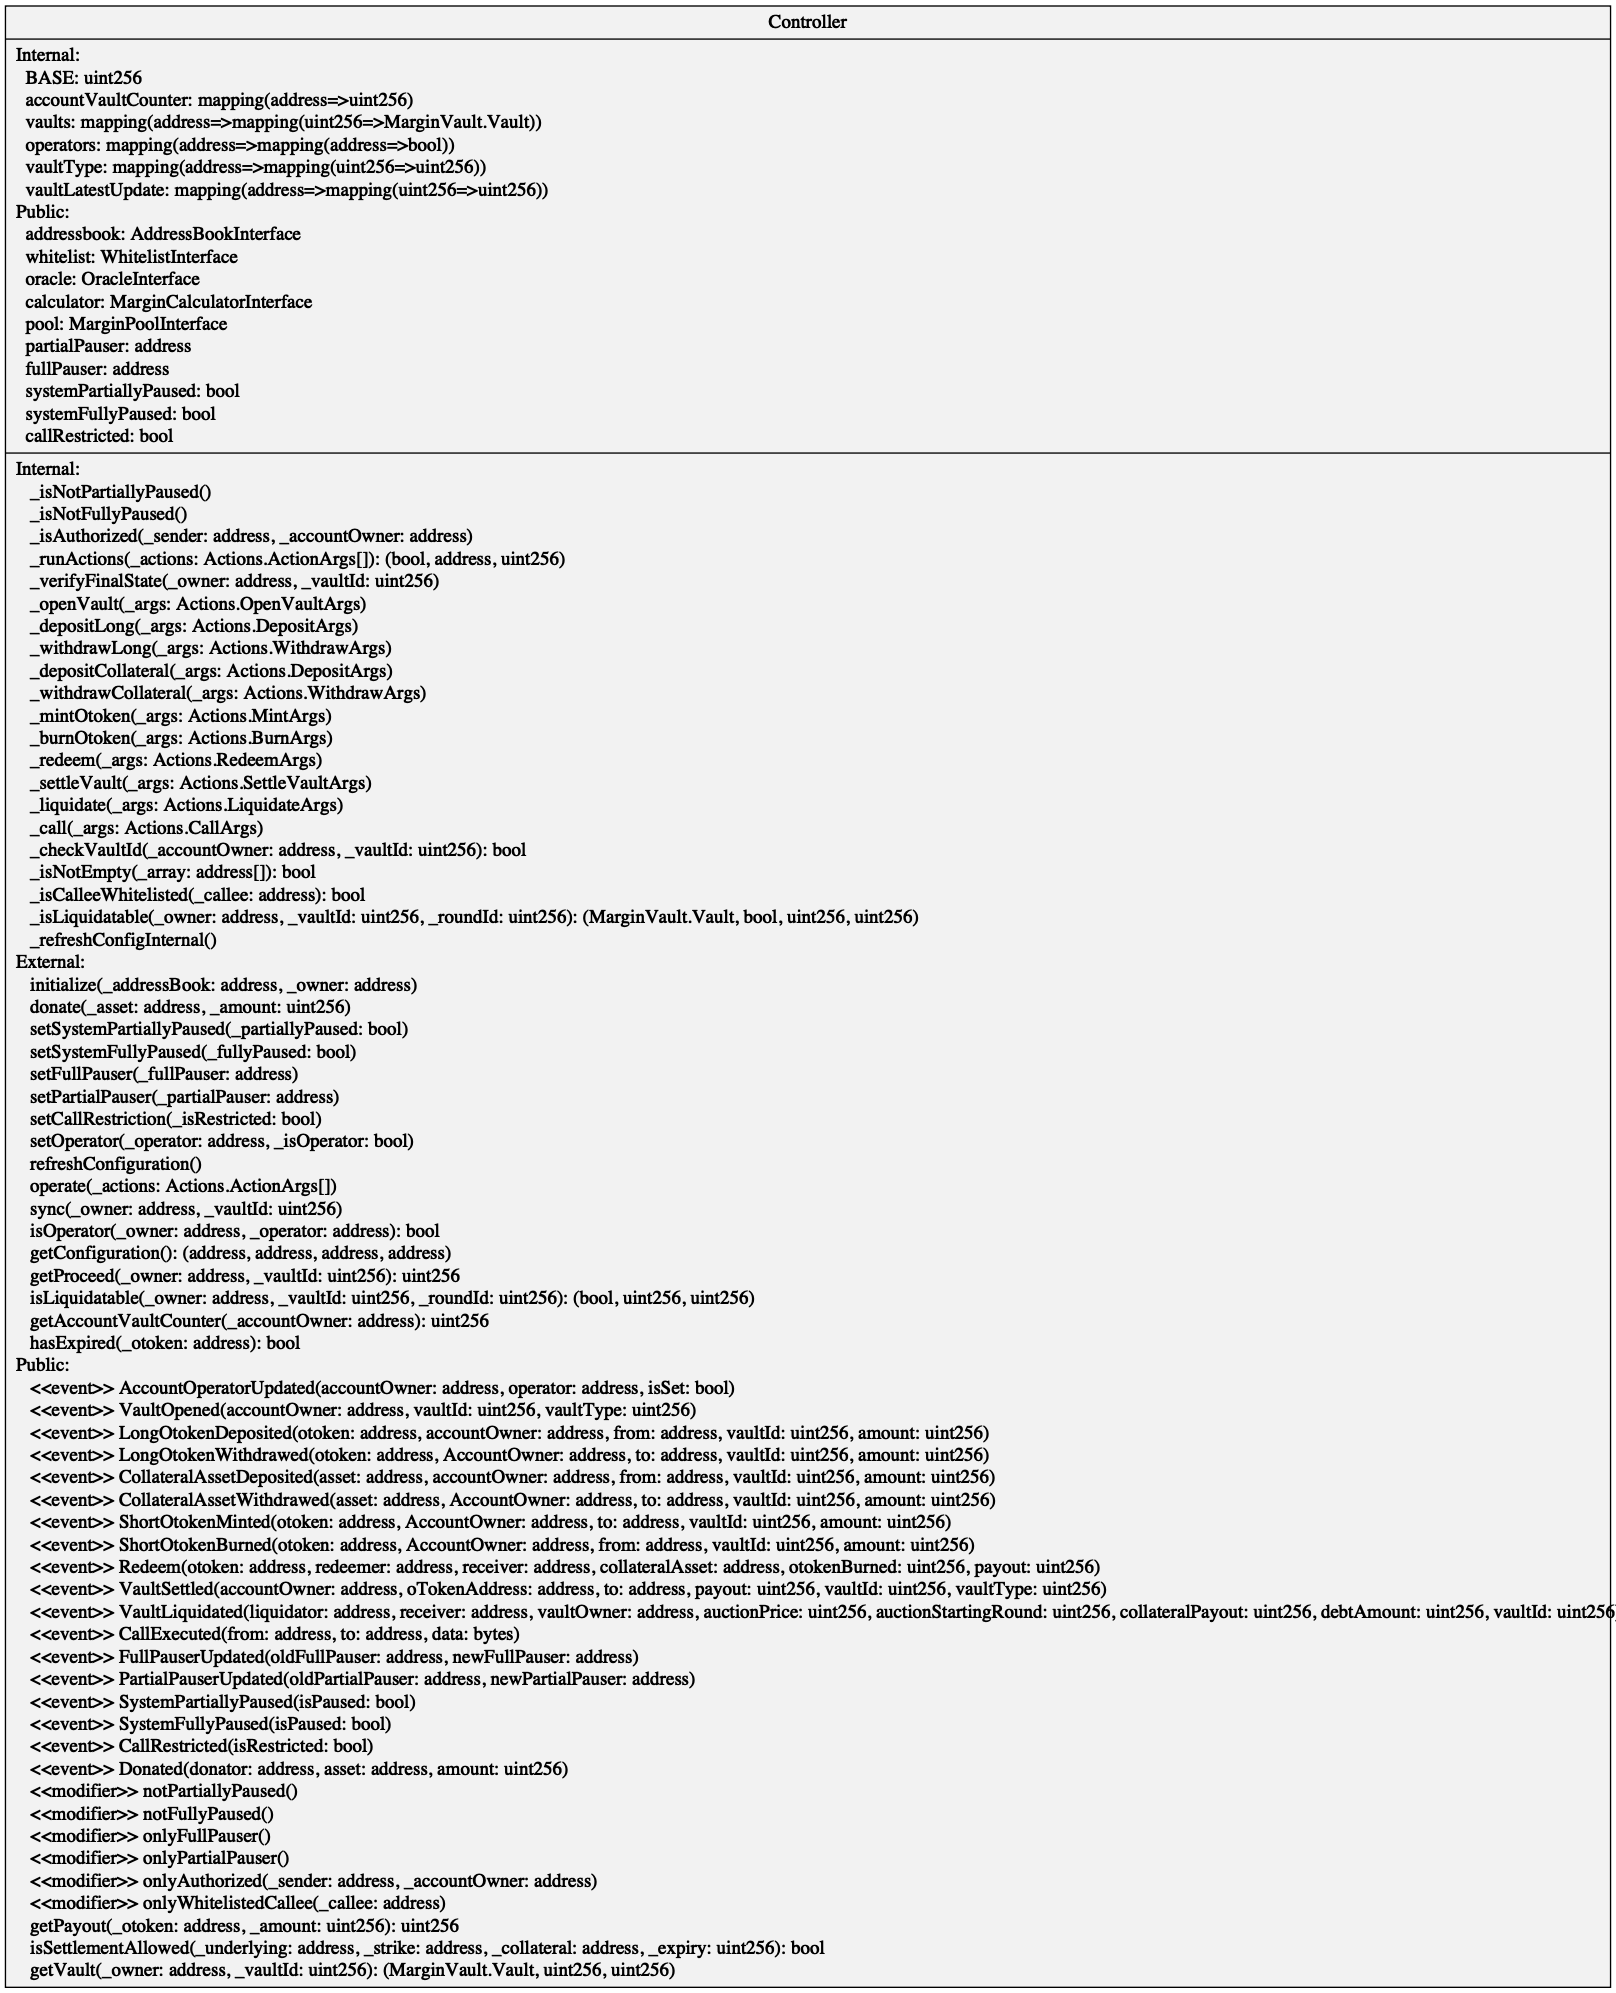 Controller
Internal:
BASE: uint256
accountVaultCounter: mapping(address=>uint256)
vaults: mapping(address=>mapping(uint256=>MarginVault.Vault))
operators: mapping(address=>mapping(address=>bool))
vaultType: mapping(address=>mapping(uint256=>uint256))
vaultLatestUpdate: mapping(address=>mapping(uint256=>uint256))
Public:
addressbook: AddressBookInterface
whitelist: WhitelistInterface
oracle: OracleInterface
calculator: MarginCalculatorInterface
pool: MarginPoolInterface
partialPauser: address
fullPauser: address
systemPartiallyPaused: bool
systemFullyPaused: bool
callRestricted: bool
Internal:
_isNotPartiallyPaused()
_isNotFullyPaused()
_isAuthorized(_sender: address, _accountOwner: address)
_runActions(_actions: Actions.ActionArgs[]): (bool, address, uint256)
_verifyFinalState(_owner: address, _vaultId: uint256)
_openVault(_args: Actions.OpenVaultArgs)
_depositLong(_args: Actions.DepositArgs)
_withdrawLong(_args: Actions.WithdrawArgs)
_depositCollateral(_args: Actions.DepositArgs)
_withdrawCollateral(_args: Actions.WithdrawArgs)
_mintOtoken(_args: Actions.MintArgs)
_burnOtoken(_args: Actions.BurnArgs)
_redeem(_args: Actions.RedeemArgs)
_settleVault(_args: Actions.SettleVaultArgs)
_liquidate(_args: Actions.LiquidateArgs)
_call(_args: Actions.CallArgs)
_checkVaultId(_accountOwner: address, _vaultId: uint256): bool
_isNotEmpty(_array: address[]): bool
_isCalleeWhitelisted(_callee: address): bool
_isLiquidatable(_owner: address, _vaultId: uint256, _roundId: uint256): (MarginVault.Vault, bool, uint256, uint256)
_refreshConfigInternal()
External:
initialize(_addressBook: address, _owner: address)
donate(_asset: address, _amount: uint256)
setSystemPartiallyPaused(_partiallyPaused: bool)
setSystemFullyPaused(_fullyPaused: bool)
setFullPauser(_fullPauser: address)
setPartialPauser(_partialPauser: address)
setCallRestriction(_isRestricted: bool)
setOperator(_operator: address, _isOperator: bool)
refreshConfiguration()
operate(_actions: Actions.ActionArgs[])
sync(_owner: address, _vaultId: uint256)
isOperator(_owner: address, _operator: address): bool
getConfiguration(): (address, address, address, address)
getProceed(_owner: address, _vaultId: uint256): uint256
isLiquidatable(_owner: address, _vaultId: uint256, _roundId: uint256): (bool, uint256, uint256)
getAccountVaultCounter(_accountOwner: address): uint256
hasExpired(_otoken: address): bool
Public:
<<event>> AccountOperatorUpdated(accountOwner: address, operator: address, isSet: bool)
<<event>> VaultOpened(accountOwner: address, vaultId: uint256, vaultType: uint256)
<<event>> LongOtokenDeposited(otoken: address, accountOwner: address, from: address, vaultId: uint256, amount: uint256)
<<event>> LongOtokenWithdrawed(otoken: address, AccountOwner: address, to: address, vaultId: uint256, amount: uint256)
<<event>> CollateralAssetDeposited(asset: address, accountOwner: address, from: address, vaultId: uint256, amount: uint256)
<<event>> CollateralAssetWithdrawed(asset: address, AccountOwner: address, to: address, vaultId: uint256, amount: uint256)
<<event>> ShortOtokenMinted(otoken: address, AccountOwner: address, to: address, vaultId: uint256, amount: uint256)
<<event>> ShortOtokenBurned(otoken: address, AccountOwner: address, from: address, vaultId: uint256, amount: uint256)
<<event>> Redeem(otoken: address, redeemer: address, receiver: address, collateralAsset: address, otokenBurned: uint256, payout: uint256)
<<event>> VaultSettled(accountOwner: address, oTokenAddress: address, to: address, payout: uint256, vaultId: uint256, vaultType: uint256)
<<event>> VaultLiquidated(liquidator: address, receiver: address, vaultOwner: address, auctionPrice: uint256, auctionStartingRound: uint256, collateralPayout: uint256, debtAmount: uint256, vaultId: uint256
<<event>> CallExecuted(from: address, to: address, data: bytes)
<<event>> FullPauserUpdated(oldFullPauser: address, newFullPauser: address)
<<event>> PartialPauserUpdated(oldPartialPauser: address, newPartialPauser: address)
<<event>> SystemPartiallyPaused(isPaused: bool)
<<event>> SystemFullyPaused(isPaused: bool)
<<event>> CallRestricted(isRestricted: bool)
<<event>> Donated(donator: address, asset: address, amount: uint256)
<<modifier>> notPartiallyPaused()
<<modifier>> notFullyPaused()
<<modifier>> onlyFullPauser()
<<modifier>> onlyPartialPauser()
<<modifier>> onlyAuthorized(_sender: address, _accountOwner: address)
<<modifier>> onlyWhitelistedCallee(_callee: address)
getPayout(_otoken: address, _amount: uint256): uint256
isSettlementAllowed(_underlying: address, _strike: address, _collateral: address, _expiry: uint256): bool
getVault(_owner: address, _vaultId: uint256): (MarginVault.Vault, uint256, uint256)